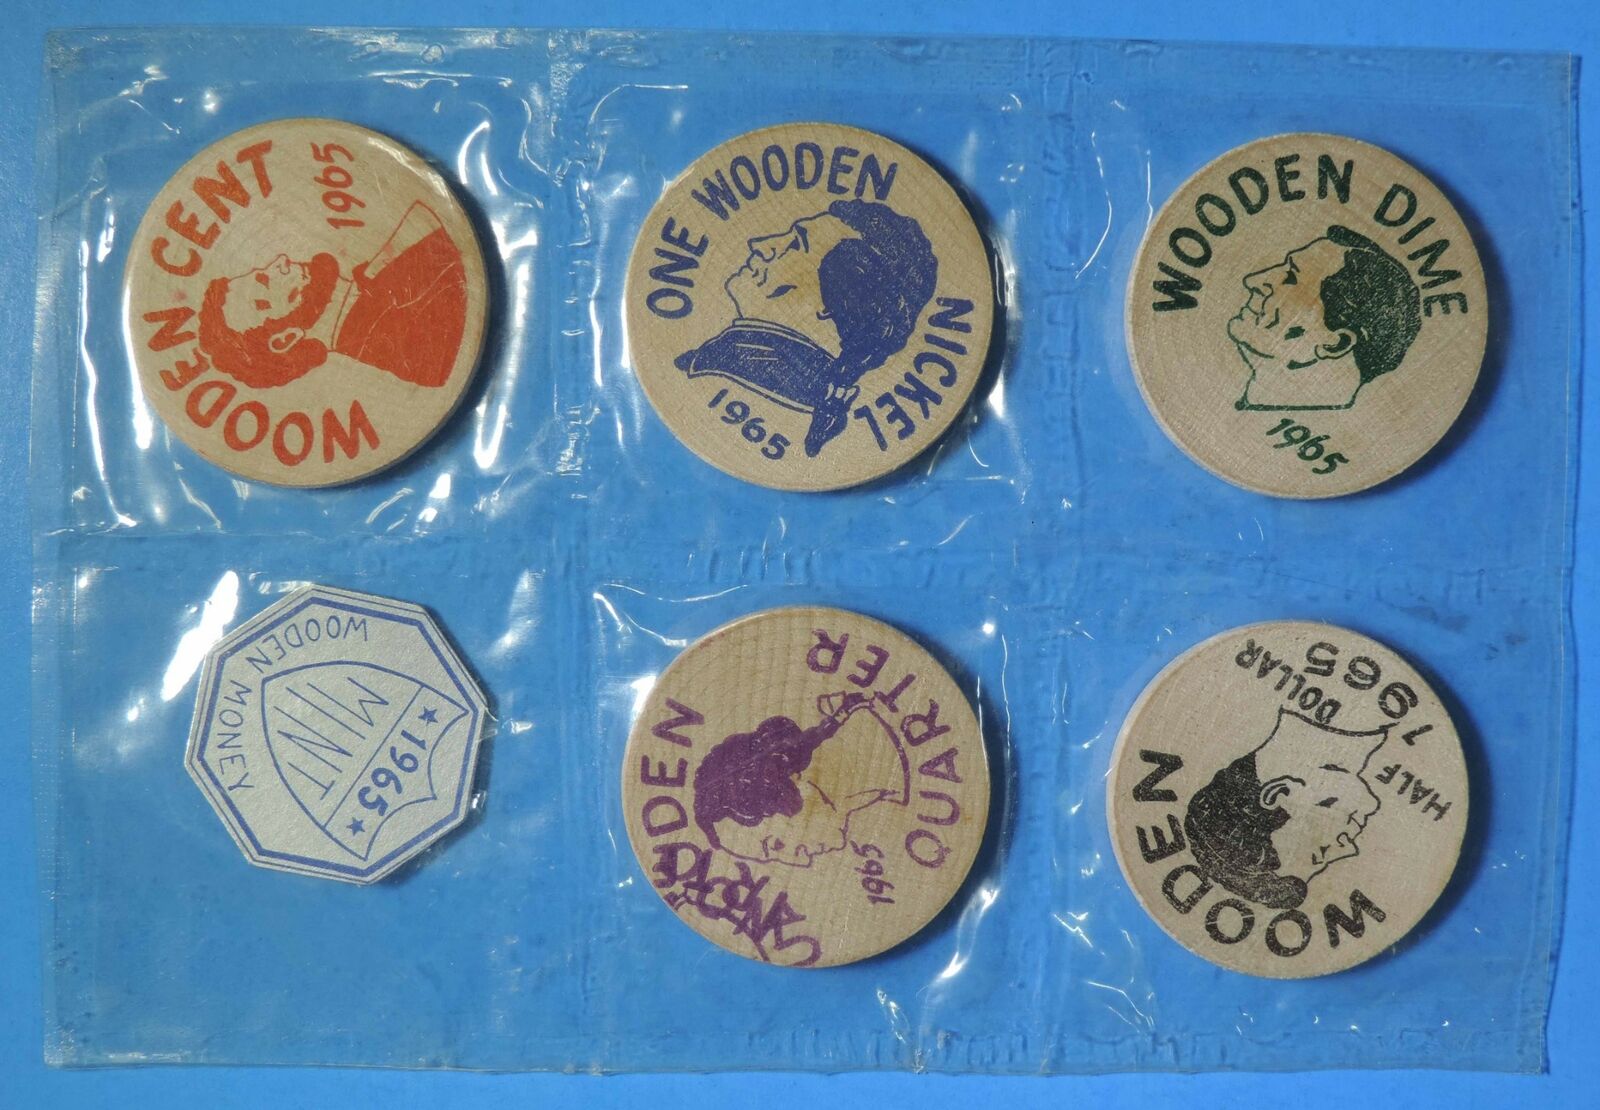 WOODEN CENT
1965
ONE WOODEN NICKEL
1965
WOODEN DIME
1965
WOODEN MONEY
MINT
★1965★
QUARTER
1965
WOODEN
HALF DOLLAR
1965